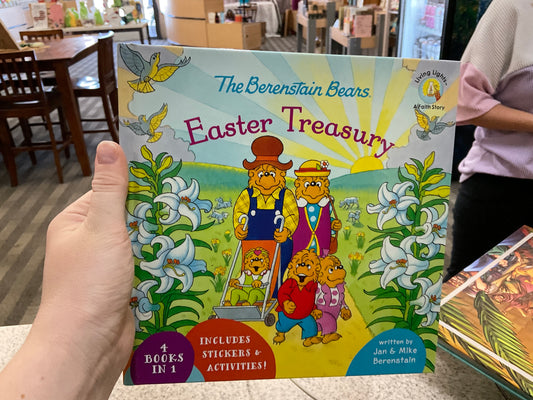 The Berenstain Bears
Living Lights
A Faith Story
Easter Treasury
4
BOOKS
IN 1
INCLUDES
STICKERS &
ACTIVITIES!
written by
Jan & Mike
Berenstain